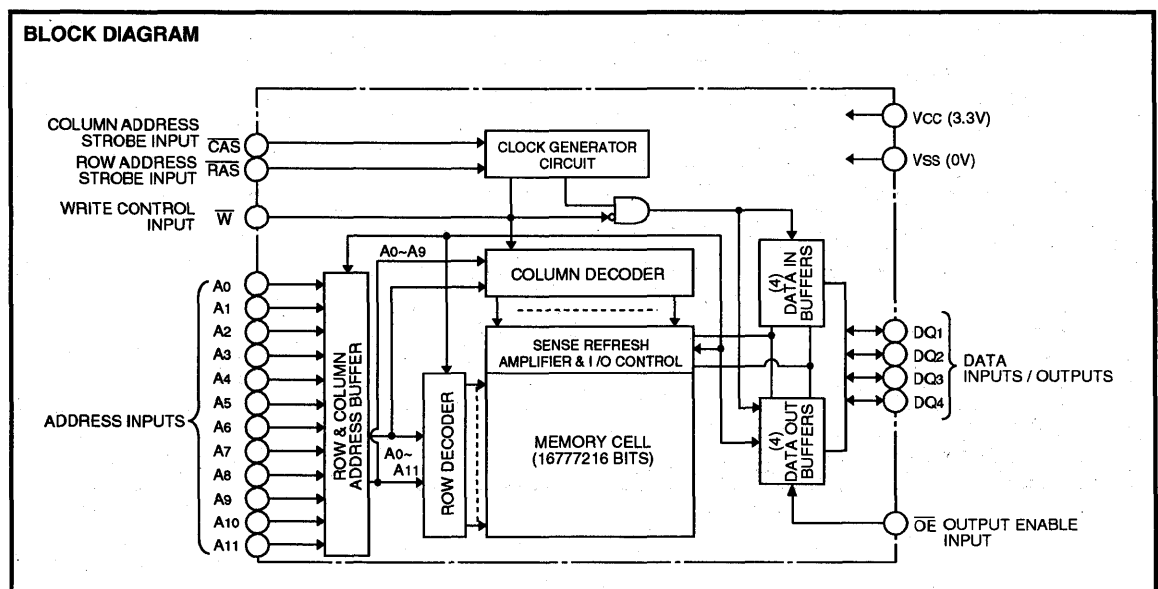 BLOCK DIAGRAM
COLUMN ADDRESS
STROBE INPUT C̅A̅S̅
ROW ADDRESS
STROBE INPUT R̅A̅S̅
WRITE CONTROL
INPUT W̅
CLOCK GENERATOR
CIRCUIT
VCC (3.3V)
VSS (0V)
A0~A9
COLUMN DECODER
(4)
DATA IN
BUFFERS
ADDRESS INPUTS
A0
A1
A2
A3
A4
A5
A6
A7
A8
A9
A10
A11
ROW & COLUMN
ADDRESS BUFFER
A0~
A11
ROW DECODER
SENSE REFRESH
AMPLIFIER & I /O CONTROL
MEMORY CELL
(16777216 BITS)
(4)
DATA OUT
BUFFERS
DQ1
DQ2
DQ3
DQ4
DATA
INPUTS / OUTPUTS
O̅E̅ OUTPUT ENABLE
INPUT